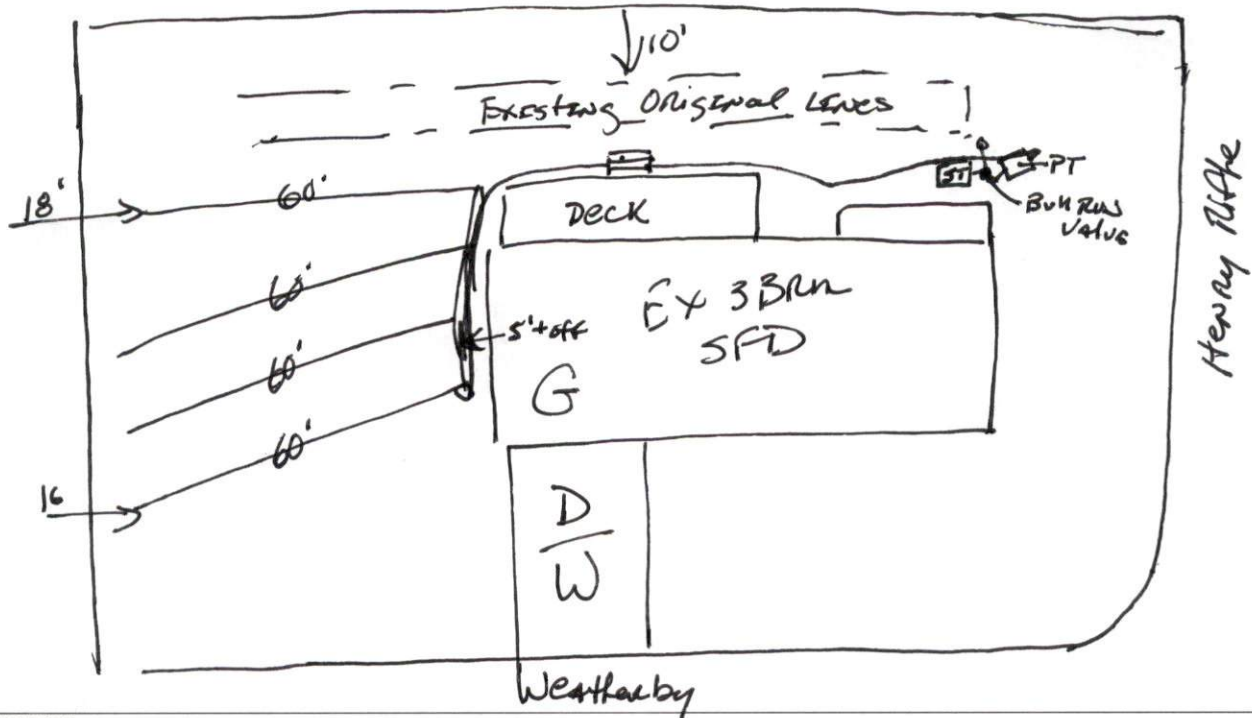 10'
Existing Original Lines
18'
60'
ST
PT
Bull Run
Valve
Deck
60'
Ex 3 BRM
SFD
5'+ off
60'
G
60'
16
D
W
Weatherby
Henry